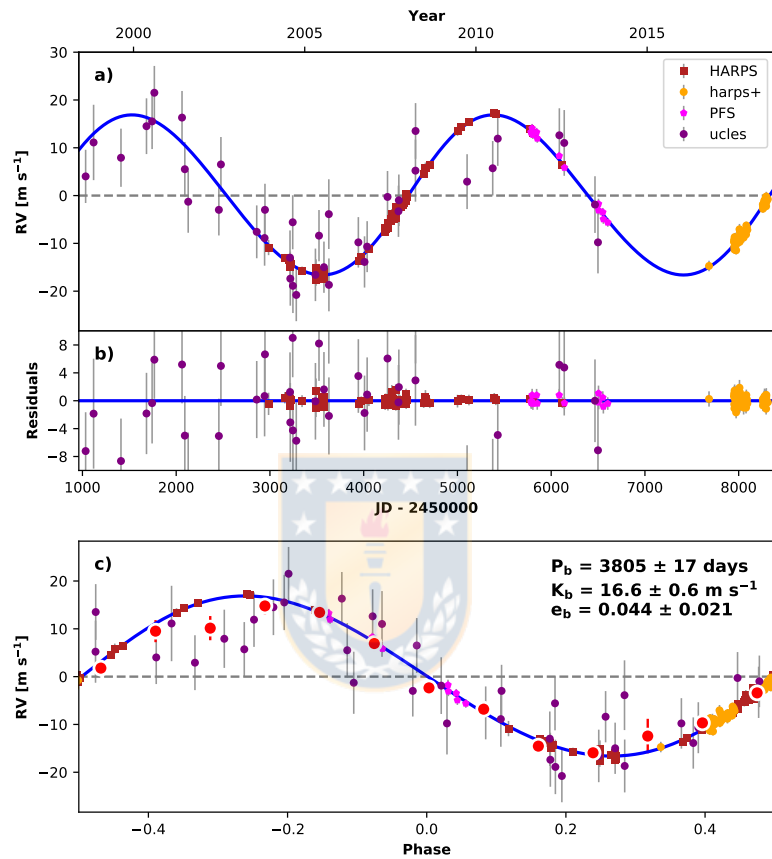 Year
2000 2005 2010 2015
a)
HARPS
harps+
PFS
ucles
30
20
10
0
−10
−20
RV [m s⁻¹]
b)
8
4
0
−4
−8
Residuals
1000 2000 3000 4000 5000 6000 7000 8000
JD - 2450000
c)
P_b = 3805 ± 17 days
K_b = 16.6 ± 0.6 m s⁻¹
e_b = 0.044 ± 0.021
20
10
0
−10
−20
RV [m s⁻¹]
−0.4 −0.2 0.0 0.2 0.4
Phase